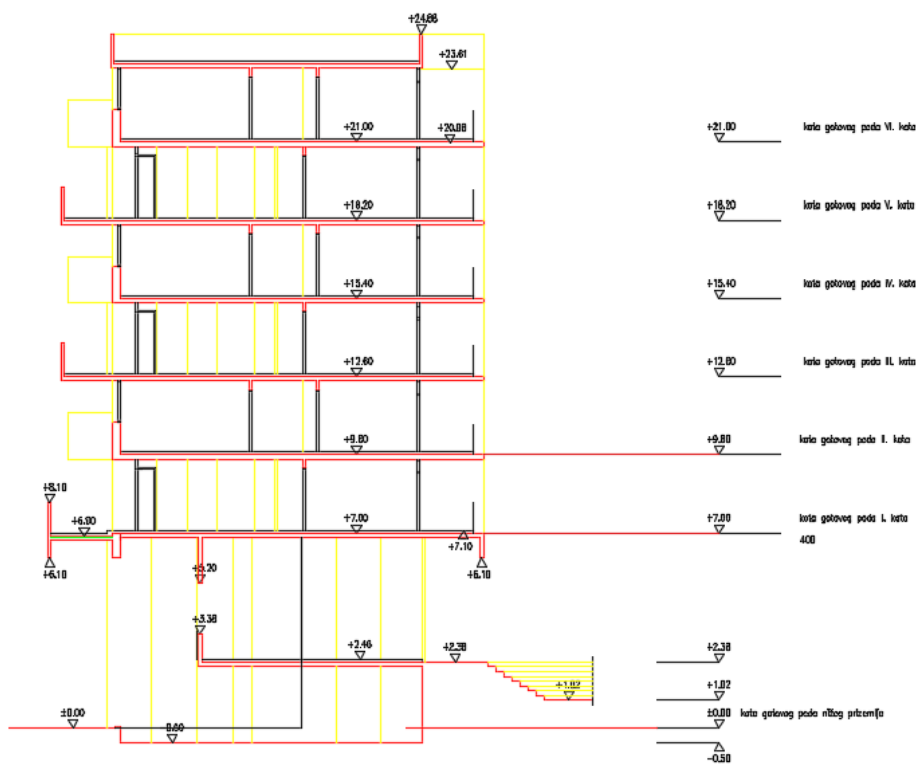 +24.66
+23.61
+21.00 +20.08 +21.00 kota gotovog poda VI. kata
+18.20 +18.20 kota gotovog poda V. kata
+15.40 +15.40 kota gotovog poda IV. kata
+12.60 +12.60 kota gotovog poda III. kata
+9.80 +9.80 kota gotovog poda II. kata
+8.10
+6.90 +7.00 +7.00 kota gotovog poda I. kata
+7.10 400
+6.10 +5.20 +6.10
+3.38
+2.46 +2.38 +2.38
+1.02 +1.02
±0.00 ±0.00 kota gotovog poda nižeg prizemlja
-0.50